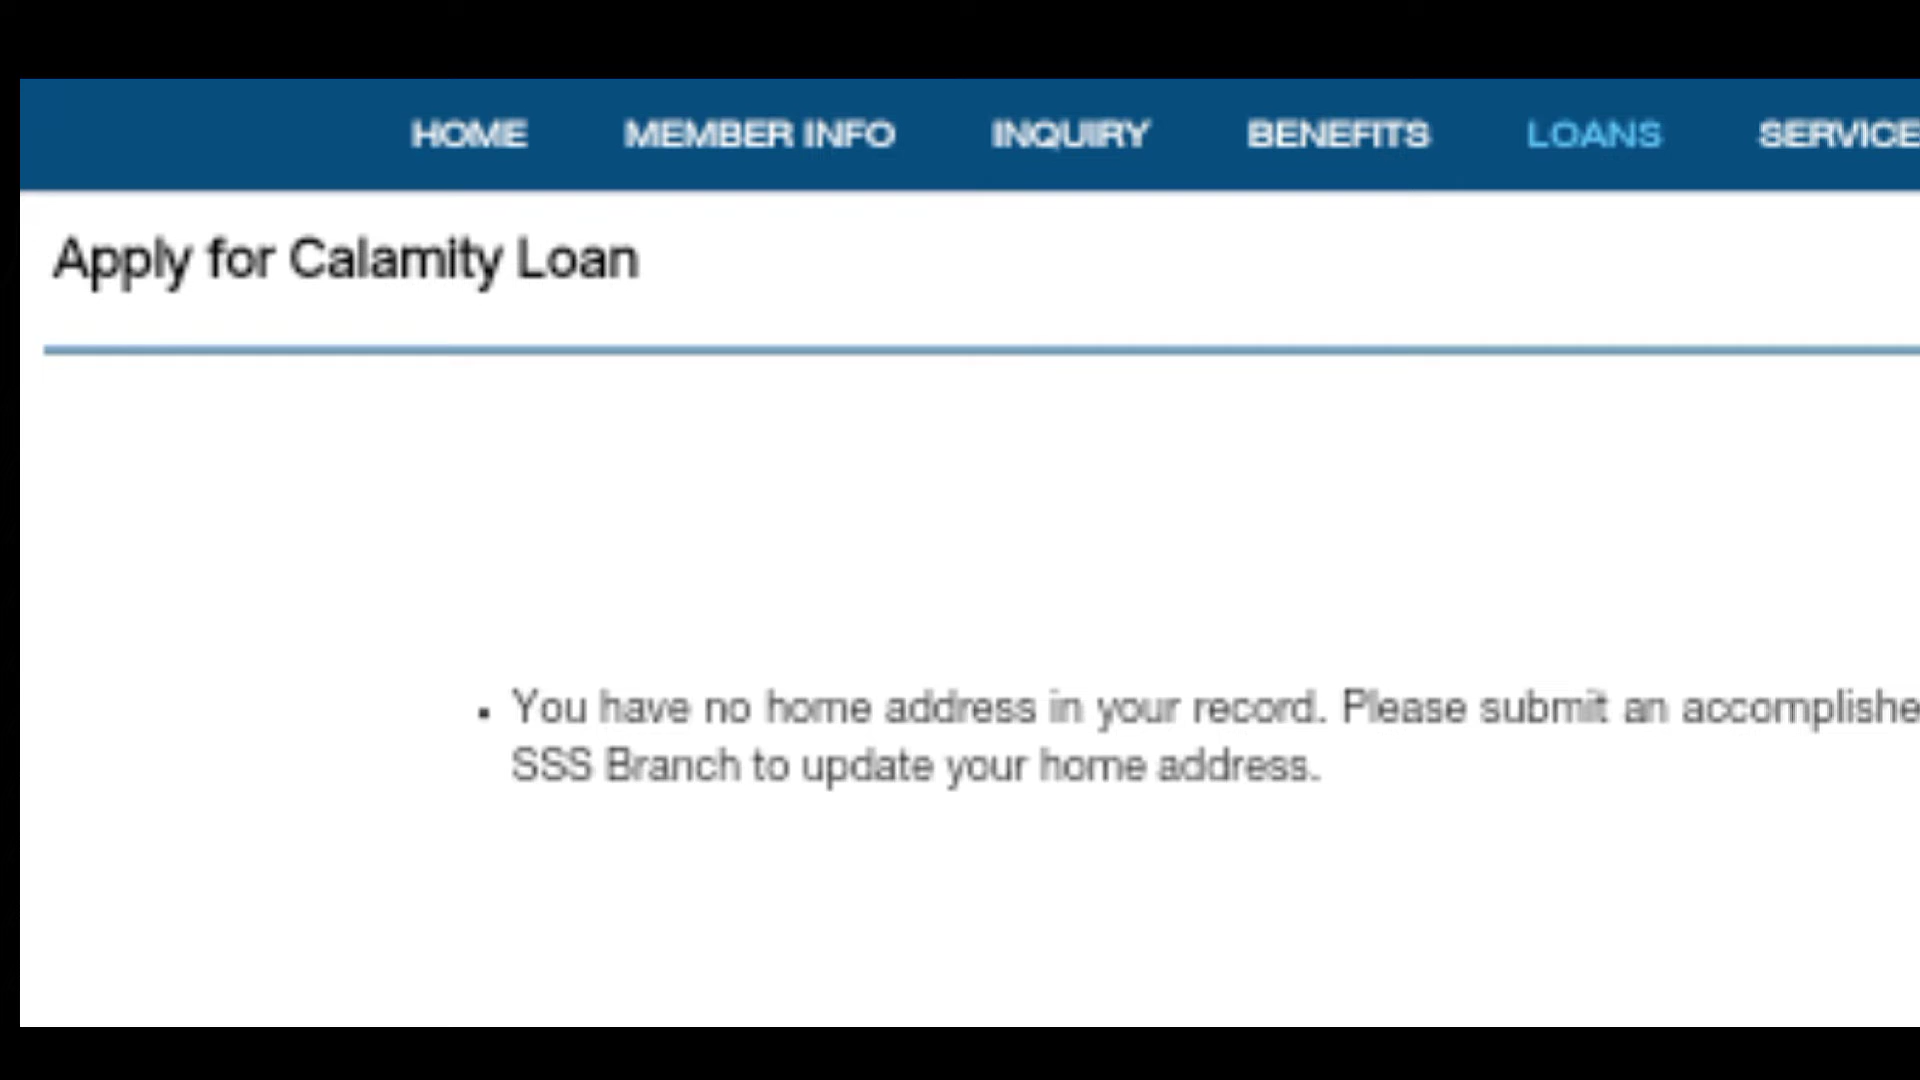 HOME MEMBER INFO INQUIRY BENEFITS LOANS SERVICE
Apply for Calamity Loan
• You have no home address in your record. Please submit an accomplishe
SSS Branch to update your home address.